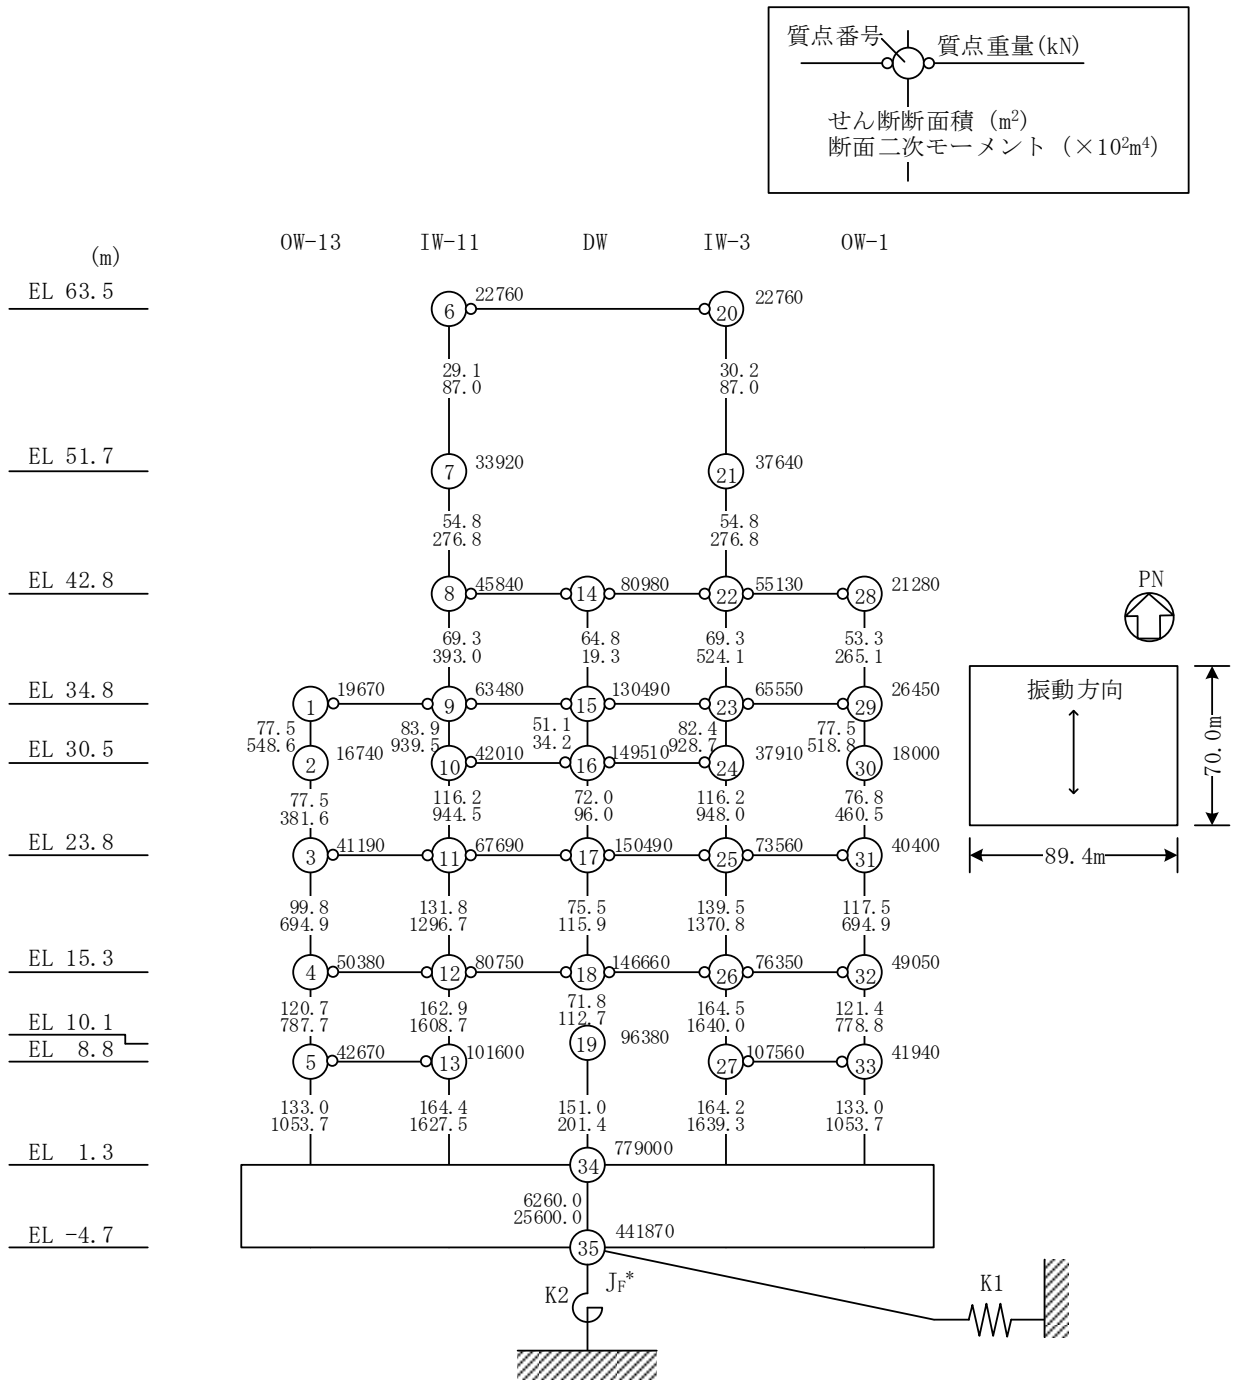 質点番号
質点重量(kN)
せん断断面積 (m²)
断面二次モーメント (×10²m⁴)
(m)
OW-13 IW-11 DW IW-3 OW-1
EL 63.5
6 22760 20 22760
29.1 30.2
87.0 87.0
EL 51.7
7 33920 21 37640
54.8 54.8
276.8 276.8
EL 42.8
8 45840 14 80980 22 55130 28 21280
69.3 64.8 69.3 53.3
393.0 19.3 524.1 265.1
EL 34.8
1 19670 9 63480 15 130490 23 65550 29 26450
77.5 83.9 51.1 82.4 77.5
548.6 939.5 34.2 928.7 518.8
EL 30.5
2 16740 10 42010 16 149510 24 37910 30 18000
77.5 116.2 72.0 116.2 76.8
381.6 944.5 96.0 948.0 460.5
EL 23.8
3 41190 11 67690 17 150490 25 73560 31 40400
99.8 131.8 75.5 139.5 117.5
694.9 1296.7 115.9 1370.8 694.9
EL 15.3
4 50380 12 80750 18 146660 26 76350 32 49050
120.7 162.9 71.8 164.5 121.4
787.7 1608.7 112.7 1640.0 778.8
EL 10.1
19 96380
EL 8.8
5 42670 13 101600 27 107560 33 41940
133.0 164.4 151.0 164.2 133.0
1053.7 1627.5 201.4 1639.3 1053.7
EL 1.3
34 779000
6260.0
25600.0
EL -4.7
35 441870
K2 JF*
K1
PN
振動方向
70.0m
89.4m